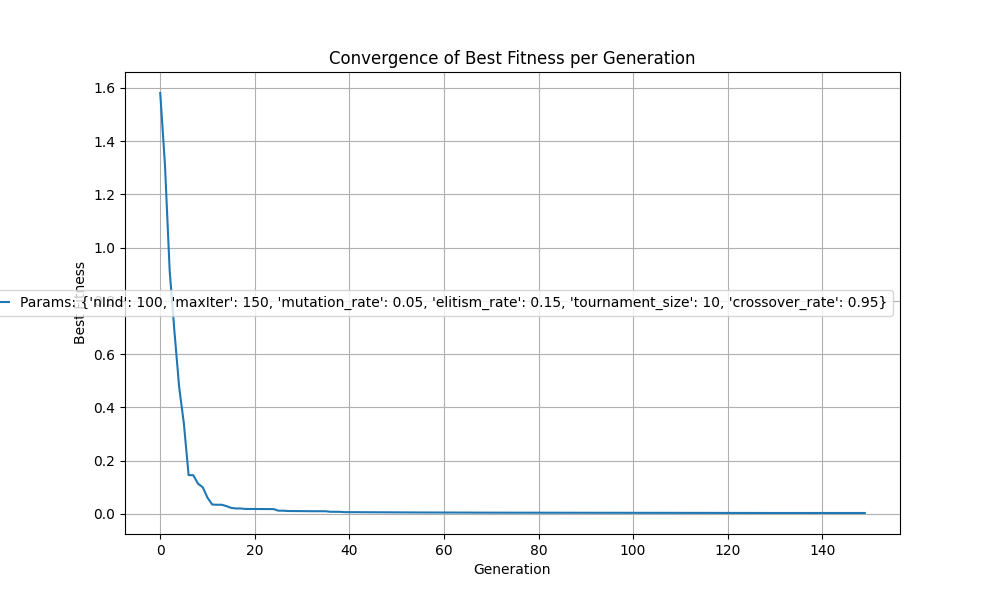 Convergence of Best Fitness per Generation
1.6
1.4
1.2
1.0
Best Fitness
Params: {'nInd': 100, 'maxIter': 150, 'mutation_rate': 0.05, 'elitism_rate': 0.15, 'tournament_size': 10, 'crossover_rate': 0.95}
0.6
0.4
0.2
0.0
0 20 40 60 80 100 120 140
Generation